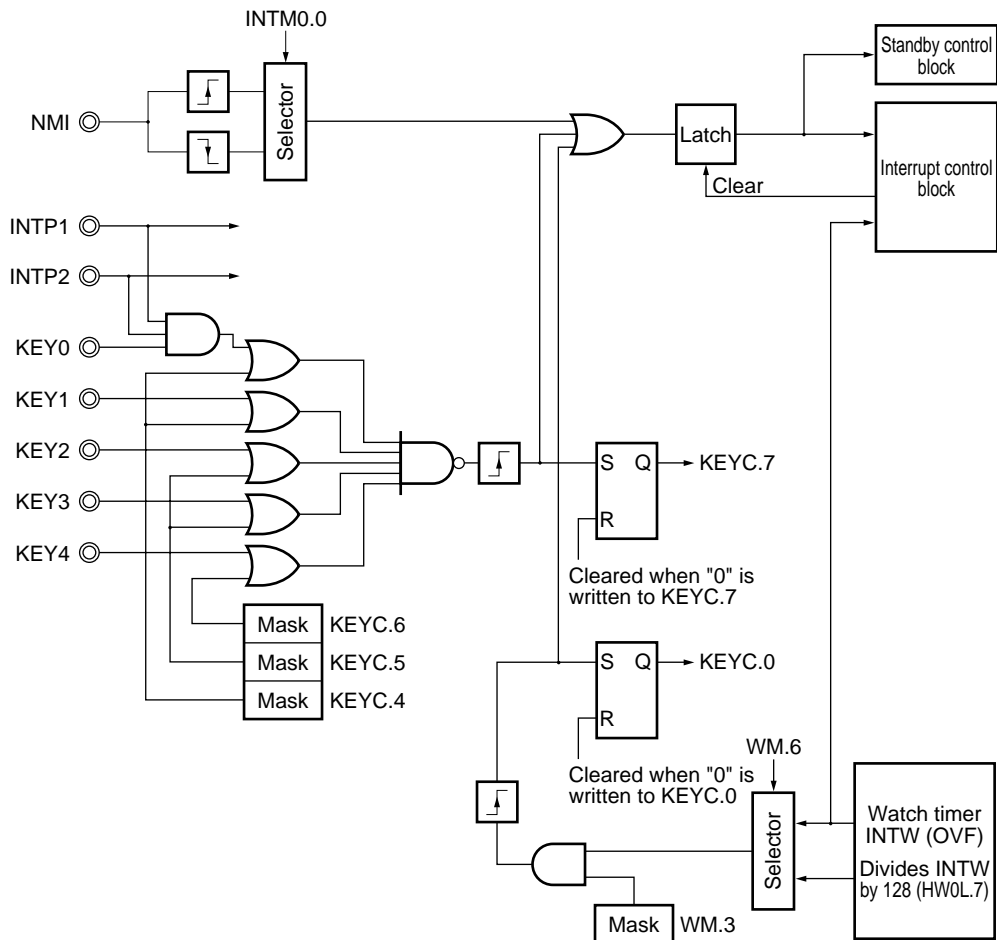 INTM0.0
NMI
Selector
Latch
Clear
Standby control
block
Interrupt control
block
INTP1
INTP2
KEY0
KEY1
KEY2
KEY3
KEY4
S Q
R
KEYC.7
Cleared when "0" is
written to KEYC.7
Mask KEYC.6
Mask KEYC.5
Mask KEYC.4
S Q
R
KEYC.0
Cleared when "0" is
written to KEYC.0
WM.6
Selector
Watch timer
INTW (OVF)
Divides INTW
by 128 (HW0L.7)
Mask WM.3